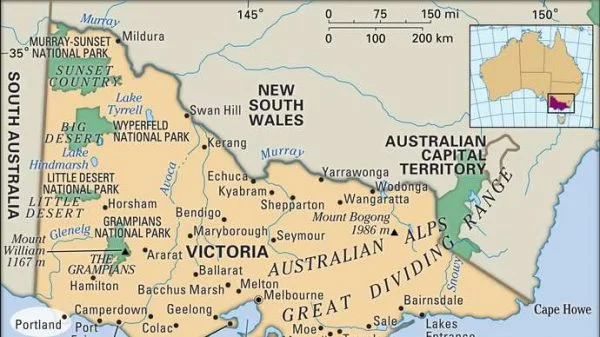 Murray
145°
0 75 150 mi
0 100 200 km
150°
35°
Mildura
MURRAY-SUNSET
NATIONAL PARK
SUNSET
COUNTRY
Lake
Tyrrell
Swan Hill
NEW
SOUTH
WALES
BIG
DESERT
WYPERFELD
NATIONAL PARK
Kerang
Murray
AUSTRALIAN
CAPITAL
TERRITORY
SOUTH AUSTRALIA
Lake
Hindmarsh
Avoca
LITTLE DESERT
NATIONAL PARK
LITTLE
DESERT
Echuca
Kyabram
Yarrawonga
Wodonga
Shepparton
Wangaratta
Horsham
GRAMPIANS
NATIONAL PARK
Bendigo
Mount Bogong
1986 m
Glenelg
Maryborough
Seymour
Mount
William
1167 m
Ararat
VICTORIA
AUSTRALIAN ALPS
GREAT DIVIDING RANGE
THE
GRAMPIANS
Ballarat
Snowy
Hamilton
Bacchus Marsh
Melton
Melbourne
Bairnsdale
Cape Howe
Portland
Camperdown
Geelong
Port
Fairy
Colac
Moe
Sale
Lakes
Entrance